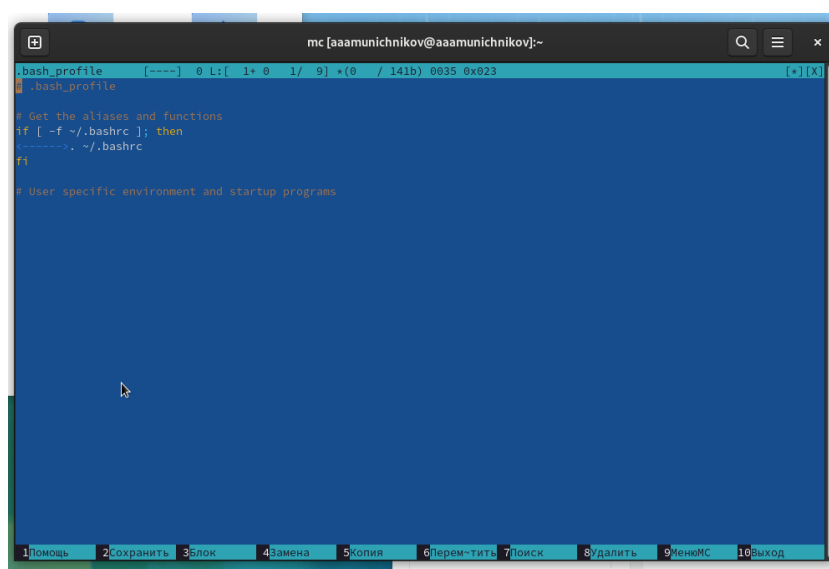 mc [aaamunichnikov@aaamunichnikov]:~
.bash_profile [----] 0 L:[ 1+ 0 1/ 9] *(0 / 141b) 0035 0x023 [*][X]
# .bash_profile
# Get the aliases and functions
if [ -f ~/.bashrc ]; then
<------>. ~/.bashrc
fi
# User specific environment and startup programs
1Помощь 2Сохранить 3Блок 4Замена 5Копия 6Перем~тить 7Поиск 8Удалить 9МенюМС 10Выход